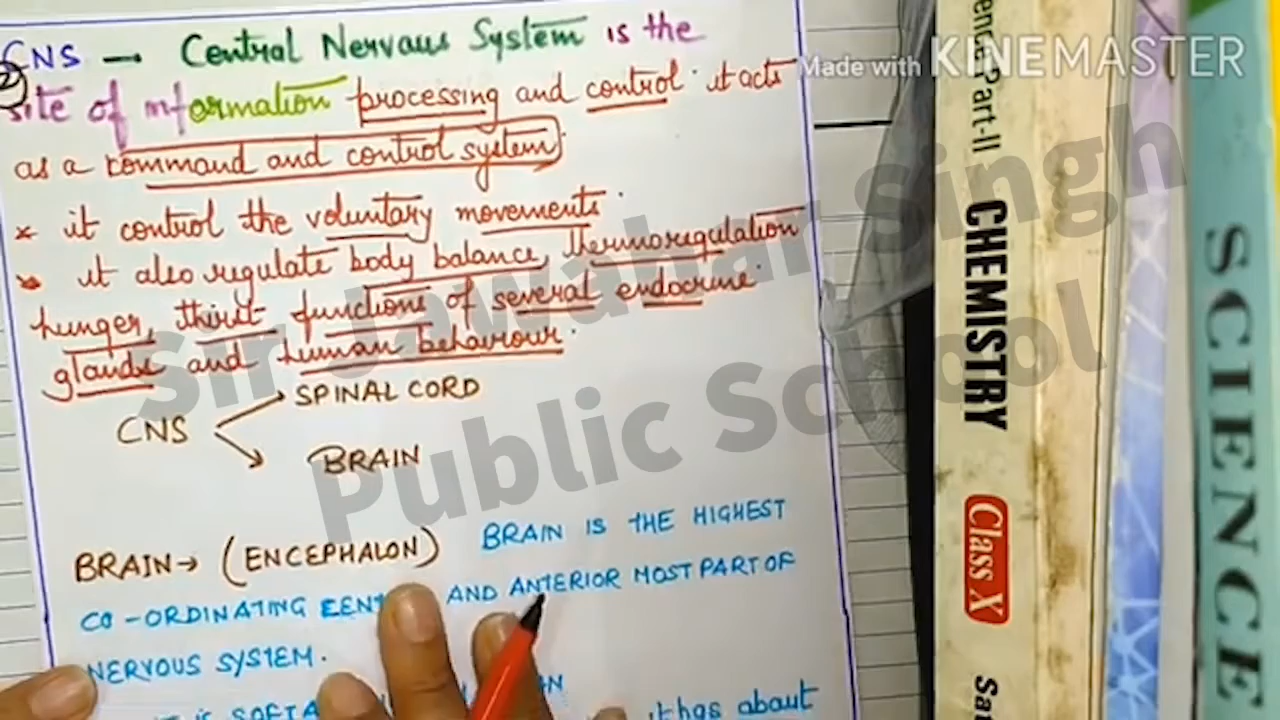 CNS — Central Nervous System is the
site of information processing and control. it acts
as a command and control system.
it control the voluntary movements.
it also regulate body balance, thermoregulation
hunger, thirst functions of several endocrine
glands and human behaviour.
CNS
SPINAL CORD
BRAIN
BRAIN → (ENCEPHALON) BRAIN IS THE HIGHEST
CO-ORDINATING AND ANTERIOR MOST PART OF
NERVOUS SYSTEM.
it has about
Made with KINEMASTER
Sir Jawahar Singh
Public School
Part-II CHEMISTRY Class X
SCIENCE